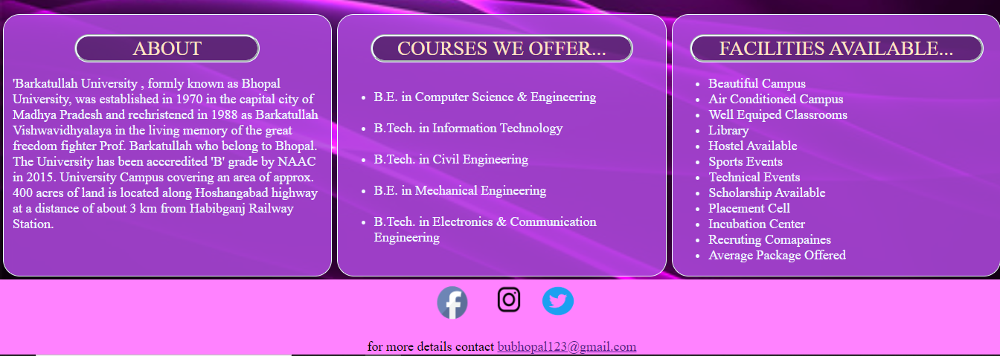 ABOUT
'Barkatullah University , formly known as Bhopal
University, was established in 1970 in the capital city of
Madhya Pradesh and rechristened in 1988 as Barkatullah
Vishwavidhyalaya in the living memory of the great
freedom fighter Prof. Barkatullah who belong to Bhopal.
The University has been acccredited 'B' grade by NAAC
in 2015. University Campus covering an area of approx.
400 acres of land is located along Hoshangabad highway
at a distance of about 3 km from Habibganj Railway
Station.
COURSES WE OFFER...
• B.E. in Computer Science & Engineering
• B.Tech. in Information Technology
• B.Tech. in Civil Engineering
• B.E. in Mechanical Engineering
• B.Tech. in Electronics & Communication
Engineering
FACILITIES AVAILABLE...
• Beautiful Campus
• Air Conditioned Campus
• Well Equiped Classrooms
• Library
• Hostel Available
• Sports Events
• Technical Events
• Scholarship Available
• Placement Cell
• Incubation Center
• Recruting Comapaines
• Average Package Offered
for more details contact bubhopal123@gmail.com